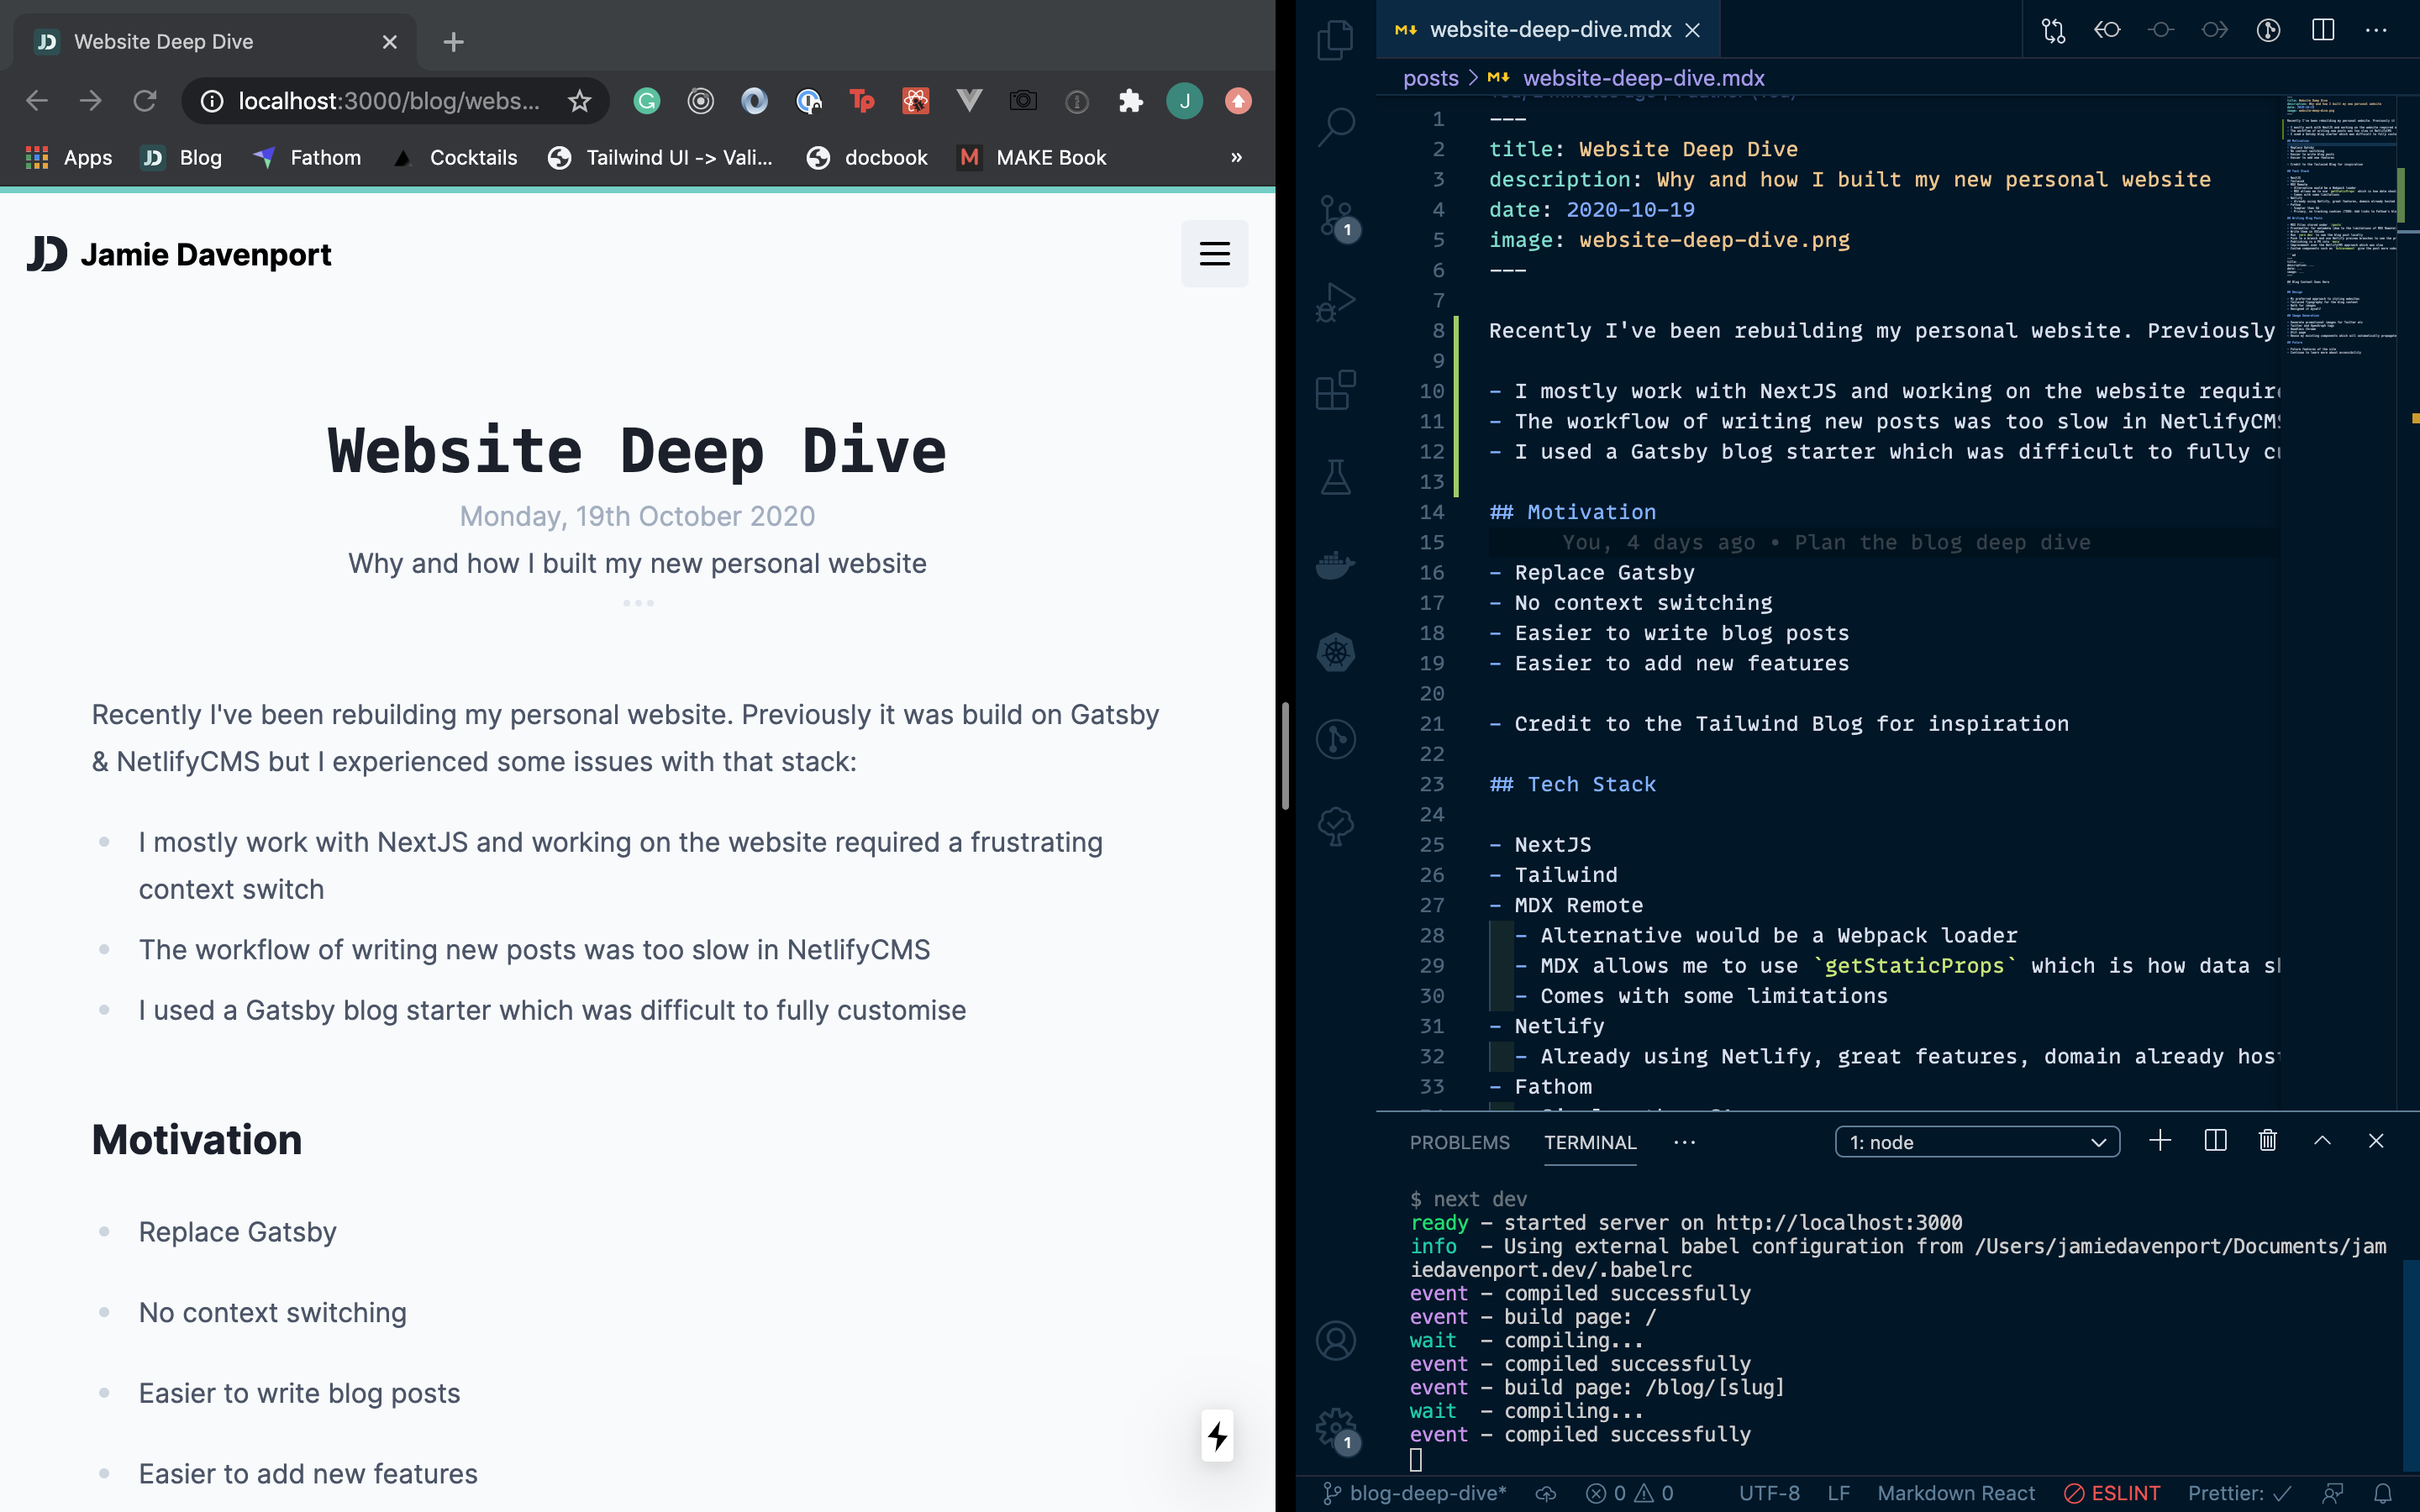 Website Deep Dive
localhost:3000/blog/webs...
J
Apps
Blog
Fathom
Cocktails
Tailwind UI -> Vali...
docbook
M MAKE Book
»
JD Jamie Davenport
Website Deep Dive
Monday, 19th October 2020
Why and how I built my new personal website
Recently I've been rebuilding my personal website. Previously it was build on Gatsby
& NetlifyCMS but I experienced some issues with that stack:
I mostly work with NextJS and working on the website required a frustrating
context switch
The workflow of writing new posts was too slow in NetlifyCMS
I used a Gatsby blog starter which was difficult to fully customise
Motivation
Replace Gatsby
No context switching
Easier to write blog posts
Easier to add new features
website-deep-dive.mdx
posts > website-deep-dive.mdx
1 ---
2 title: Website Deep Dive
3 description: Why and how I built my new personal website
4 date: 2020-10-19
5 image: website-deep-dive.png
6 ---
7
8 Recently I've been rebuilding my personal website. Previously
9
10 - I mostly work with NextJS and working on the website require
11 - The workflow of writing new posts was too slow in NetlifyCMS
12 - I used a Gatsby blog starter which was difficult to fully cu
13
14 ## Motivation
15 You, 4 days ago • Plan the blog deep dive
16 - Replace Gatsby
17 - No context switching
18 - Easier to write blog posts
19 - Easier to add new features
20
21 - Credit to the Tailwind Blog for inspiration
22
23 ## Tech Stack
24
25 - NextJS
26 - Tailwind
27 - MDX Remote
28 - Alternative would be a Webpack loader
29 - MDX allows me to use `getStaticProps` which is how data sh
30 - Comes with some limitations
31 - Netlify
32 - Already using Netlify, great features, domain already host
33 - Fathom
PROBLEMS TERMINAL ... 1: node
$ next dev
ready - started server on http://localhost:3000
info - Using external babel configuration from /Users/jamiedavenport/Documents/jam
iedavenport.dev/.babelrc
event - compiled successfully
event - build page: /
wait - compiling...
event - compiled successfully
event - build page: /blog/[slug]
wait - compiling...
event - compiled successfully
1
1
blog-deep-dive* 0 0 UTF-8 LF Markdown React ESLINT Prettier: ✓